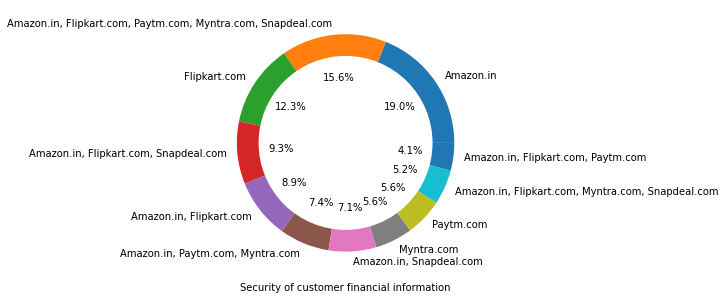 Amazon.in, Flipkart.com, Paytm.com, Myntra.com, Snapdeal.com
15.6%
Flipkart.com
Amazon.in
12.3%
19.0%
Amazon.in, Flipkart.com, Snapdeal.com
9.3%
4.1%
Amazon.in, Flipkart.com, Paytm.com
5.2%
8.9%
5.6%
Amazon.in, Flipkart.com, Myntra.com, Snapdeal.com
7.4%
7.1%
5.6%
Amazon.in, Flipkart.com
Paytm.com
Amazon.in, Paytm.com, Myntra.com
Myntra.com
Amazon.in, Snapdeal.com
Security of customer financial information